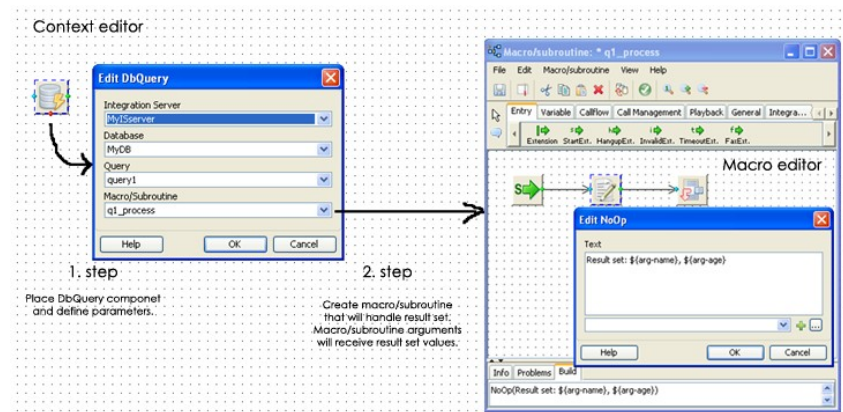 Context editor
Edit DbQuery
Integration Server
MyISserver
Database
MyDB
Query
query1
Macro/Subroutine
q1_process
Help OK Cancel
1. step
Place DbQuery componet
and define parameters.
2. step
Create macro/subroutine
that will handle result set.
Macro/subroutine arguments
will receive result set values.
Macro/subroutine: * q1_process
File Edit Macro/subroutine View Help
Entry Variable Callflow Call Management Playback General Integra...
Extension StartExt. HangupExt. InvalidExt. TimeoutExt. FaxExt.
Macro editor
S
Edit NoOp
Text
Result set: ${arg-name}, ${arg-age}
Help OK Cancel
Info Problems Build
NoOp(Result set: ${arg-name}, ${arg-age})